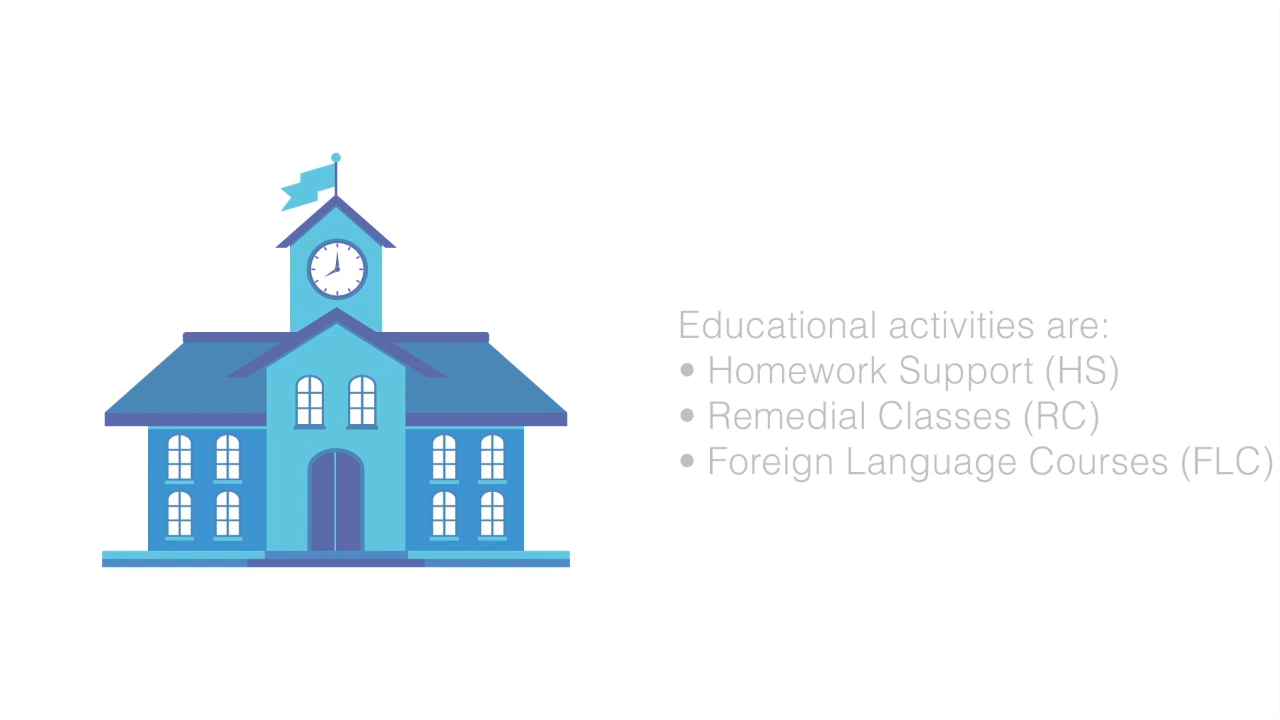 Educational activities are:
• Homework Support (HS)
• Remedial Classes (RC)
• Foreign Language Courses (FLC)